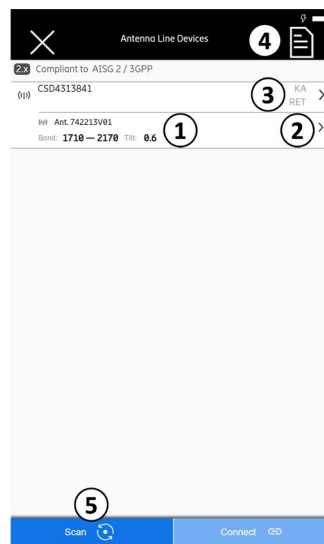 Antenna Line Devices
4
2.x Compliant to AISG 2 / 3GPP
CSD4313841
3
KA
RET
Ant. 742213V01
1
2
Band: 1710 — 2170 Tilt: 0.6
5
Scan
Connect